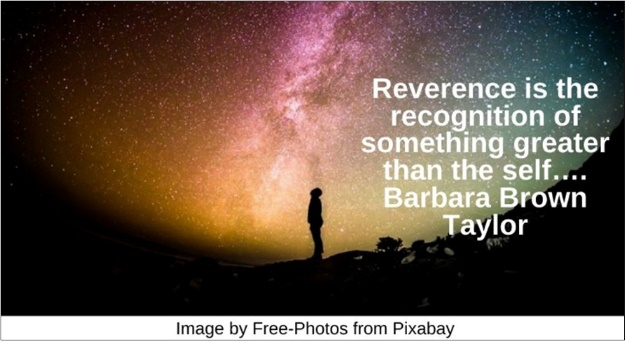 Reverence is the
recognition of
something greater
than the self....
Barbara Brown
Taylor
Image by Free-Photos from Pixabay